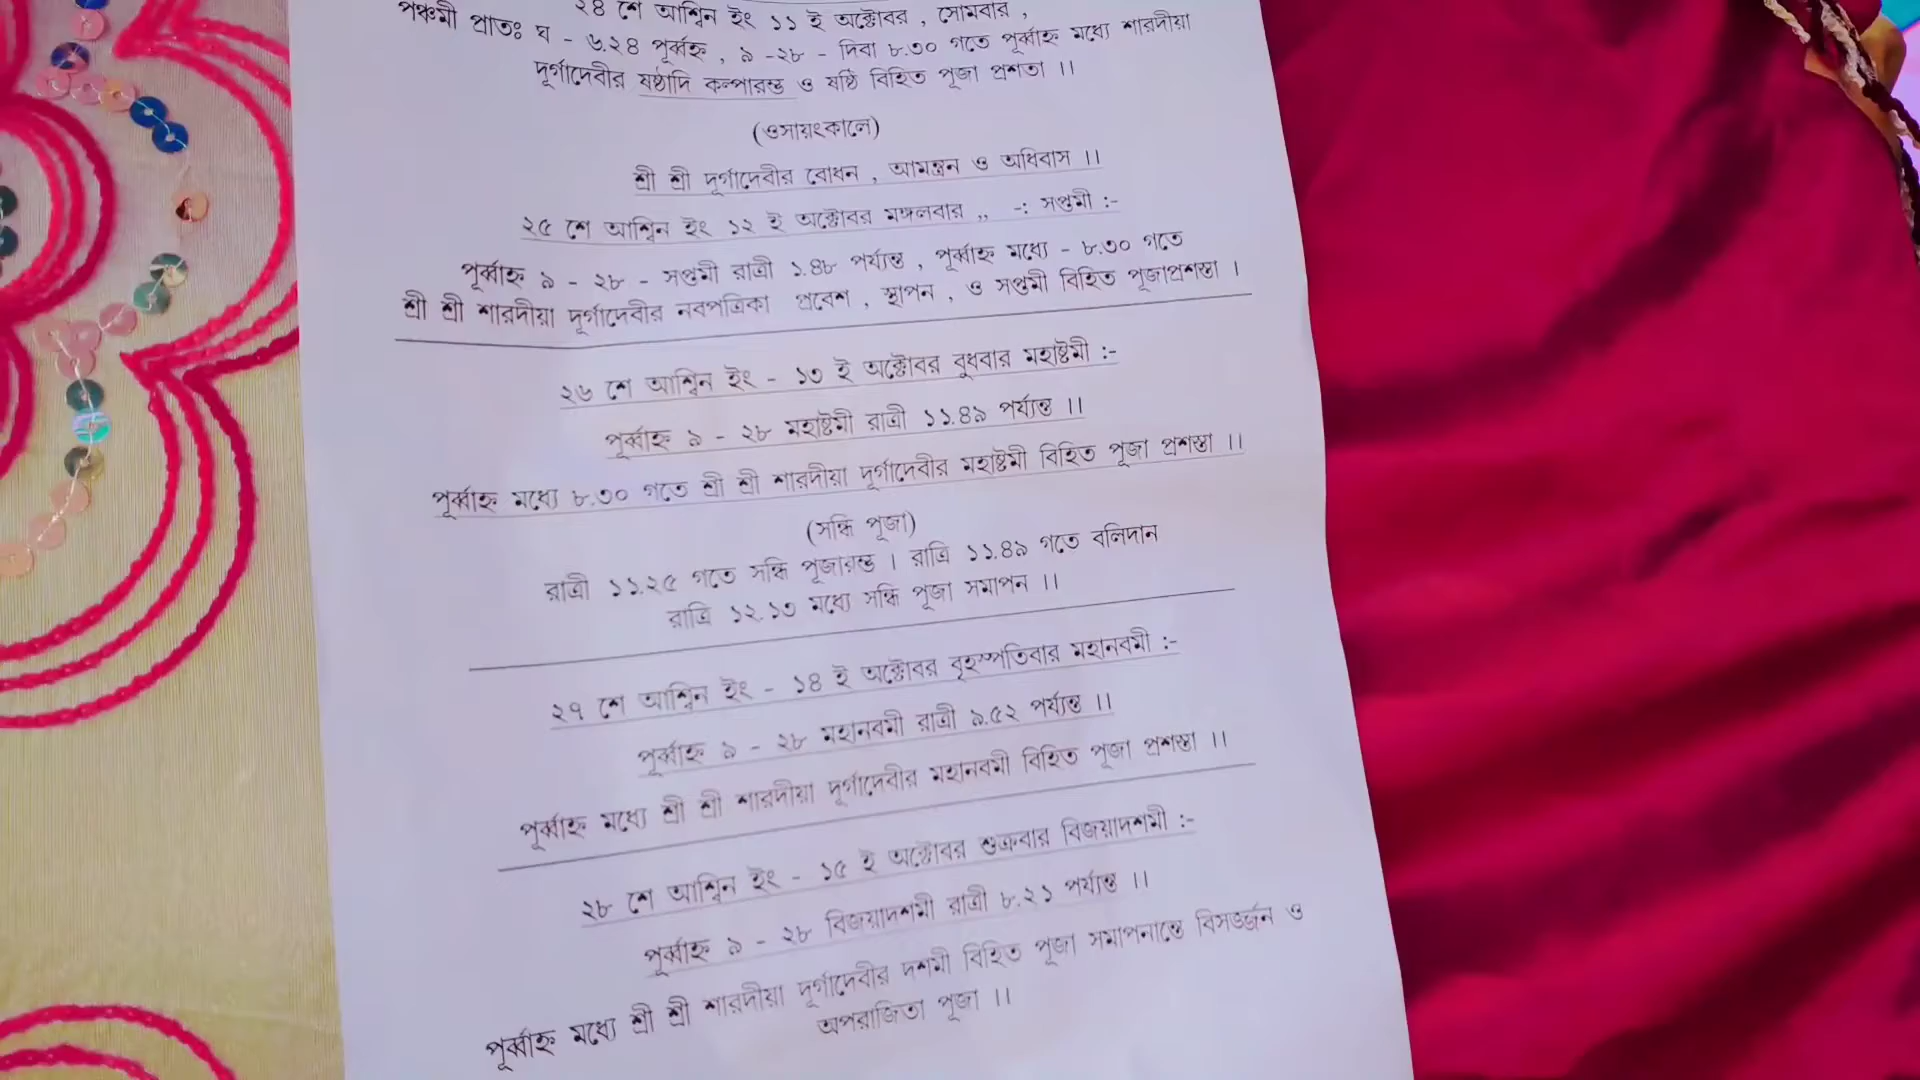 ২৪ শে আশ্বিন ইং ১১ ই অক্টোবর , সোমবার ,
পঞ্চমী প্রাতঃ ঘ - ৬.২৪ পূর্ব্বাহ্ন , ৯ -২৮ - দিবা ৮.৩০ গতে পূর্ব্বাহ্ন মধ্যে শারদীয়া
দূর্গাদেবীর ষষ্ঠাদি কল্পারম্ভ ও ষষ্ঠি বিহিত পূজা প্রশতা ।।
(ওসায়ংকালে)
শ্রী শ্রী দূর্গাদেবীর বোধন , আমন্ত্রন ও অধিবাস ।।
২৫ শে আশ্বিন ইং ১২ ই অক্টোবর মঙ্গলবার ,, -: সপ্তমী :-
পূর্ব্বাহ্ন ৯ - ২৮ - সপ্তমী রাত্রী ১.৪৮ পর্য্যন্ত , পূর্ব্বাহ্ন মধ্যে - ৮.৩০ গতে
শ্রী শ্রী শারদীয়া দূর্গাদেবীর নবপত্রিকা প্রবেশ , স্থাপন , ও সপ্তমী বিহিত পূজাপ্রশস্তা ।
২৬ শে আশ্বিন ইং - ১৩ ই অক্টোবর বুধবার মহাষ্টমী :-
পূর্ব্বাহ্ন ৯ - ২৮ মহাষ্টমী রাত্রী ১১.৪৯ পর্য্যন্ত ।।
পূর্ব্বাহ্ন মধ্যে ৮.৩০ গতে শ্রী শ্রী শারদীয়া দূর্গাদেবীর মহাষ্টমী বিহিত পূজা প্রশস্তা ।।
(সন্ধি পূজা)
রাত্রী ১১.২৫ গতে সন্ধি পূজারম্ভ । রাত্রি ১১.৪৯ গতে বলিদান
রাত্রি ১২.১৩ মধ্যে সন্ধি পূজা সমাপন ।।
২৭ শে আশ্বিন ইং - ১৪ ই অক্টোবর বৃহস্পতিবার মহানবমী :-
পূর্ব্বাহ্ন ৯ - ২৮ মহানবমী রাত্রী ৯.৫২ পর্য্যন্ত ।।
পূর্ব্বাহ্ন মধ্যে শ্রী শ্রী শারদীয়া দূর্গাদেবীর মহানবমী বিহিত পূজা প্রশস্তা ।।
২৮ শে আশ্বিন ইং - ১৫ ই অক্টোবর শুক্রবার বিজয়াদশমী :-
পূর্ব্বাহ্ন ৯ - ২৮ বিজয়াদশমী রাত্রী ৮.২১ পর্য্যন্ত ।।
পূর্ব্বাহ্ন মধ্যে শ্রী শ্রী শারদীয়া দূর্গাদেবীর দশমী বিহিত পূজা সমাপনান্তে বিসর্জ্জন ও
অপরাজিতা পূজা ।।